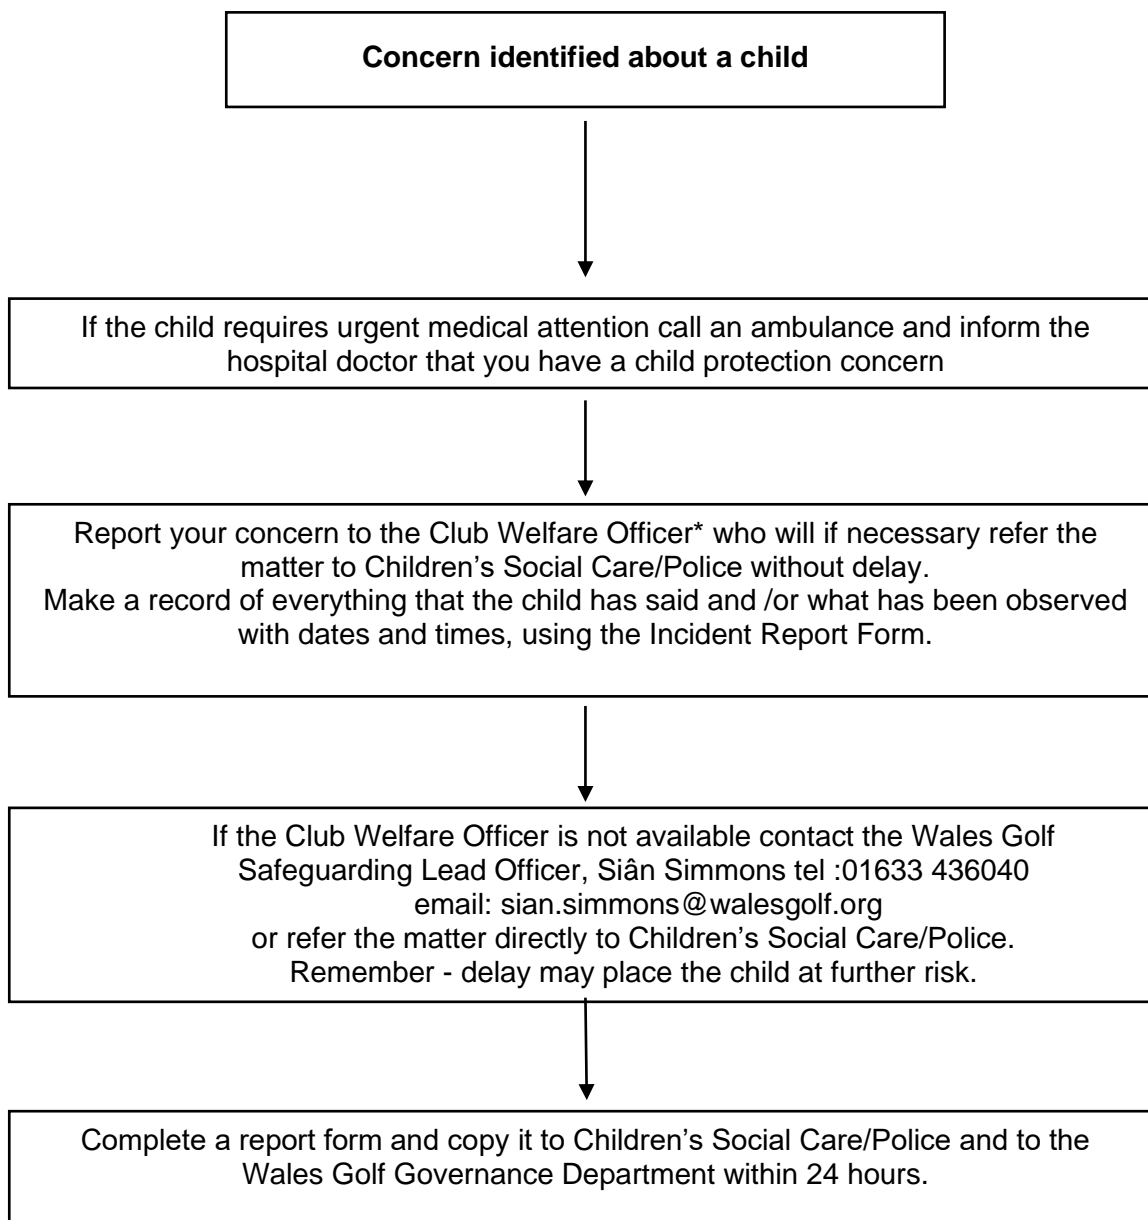 Concern identified about a child
If the child requires urgent medical attention call an ambulance and inform the
hospital doctor that you have a child protection concern
Report your concern to the Club Welfare Officer* who will if necessary refer the
matter to Children’s Social Care/Police without delay.
Make a record of everything that the child has said and /or what has been observed
with dates and times, using the Incident Report Form.
If the Club Welfare Officer is not available contact the Wales Golf
Safeguarding Lead Officer, Siân Simmons tel :01633 436040
email: sian.simmons@walesgolf.org
or refer the matter directly to Children’s Social Care/Police.
Remember - delay may place the child at further risk.
Complete a report form and copy it to Children’s Social Care/Police and to the
Wales Golf Governance Department within 24 hours.